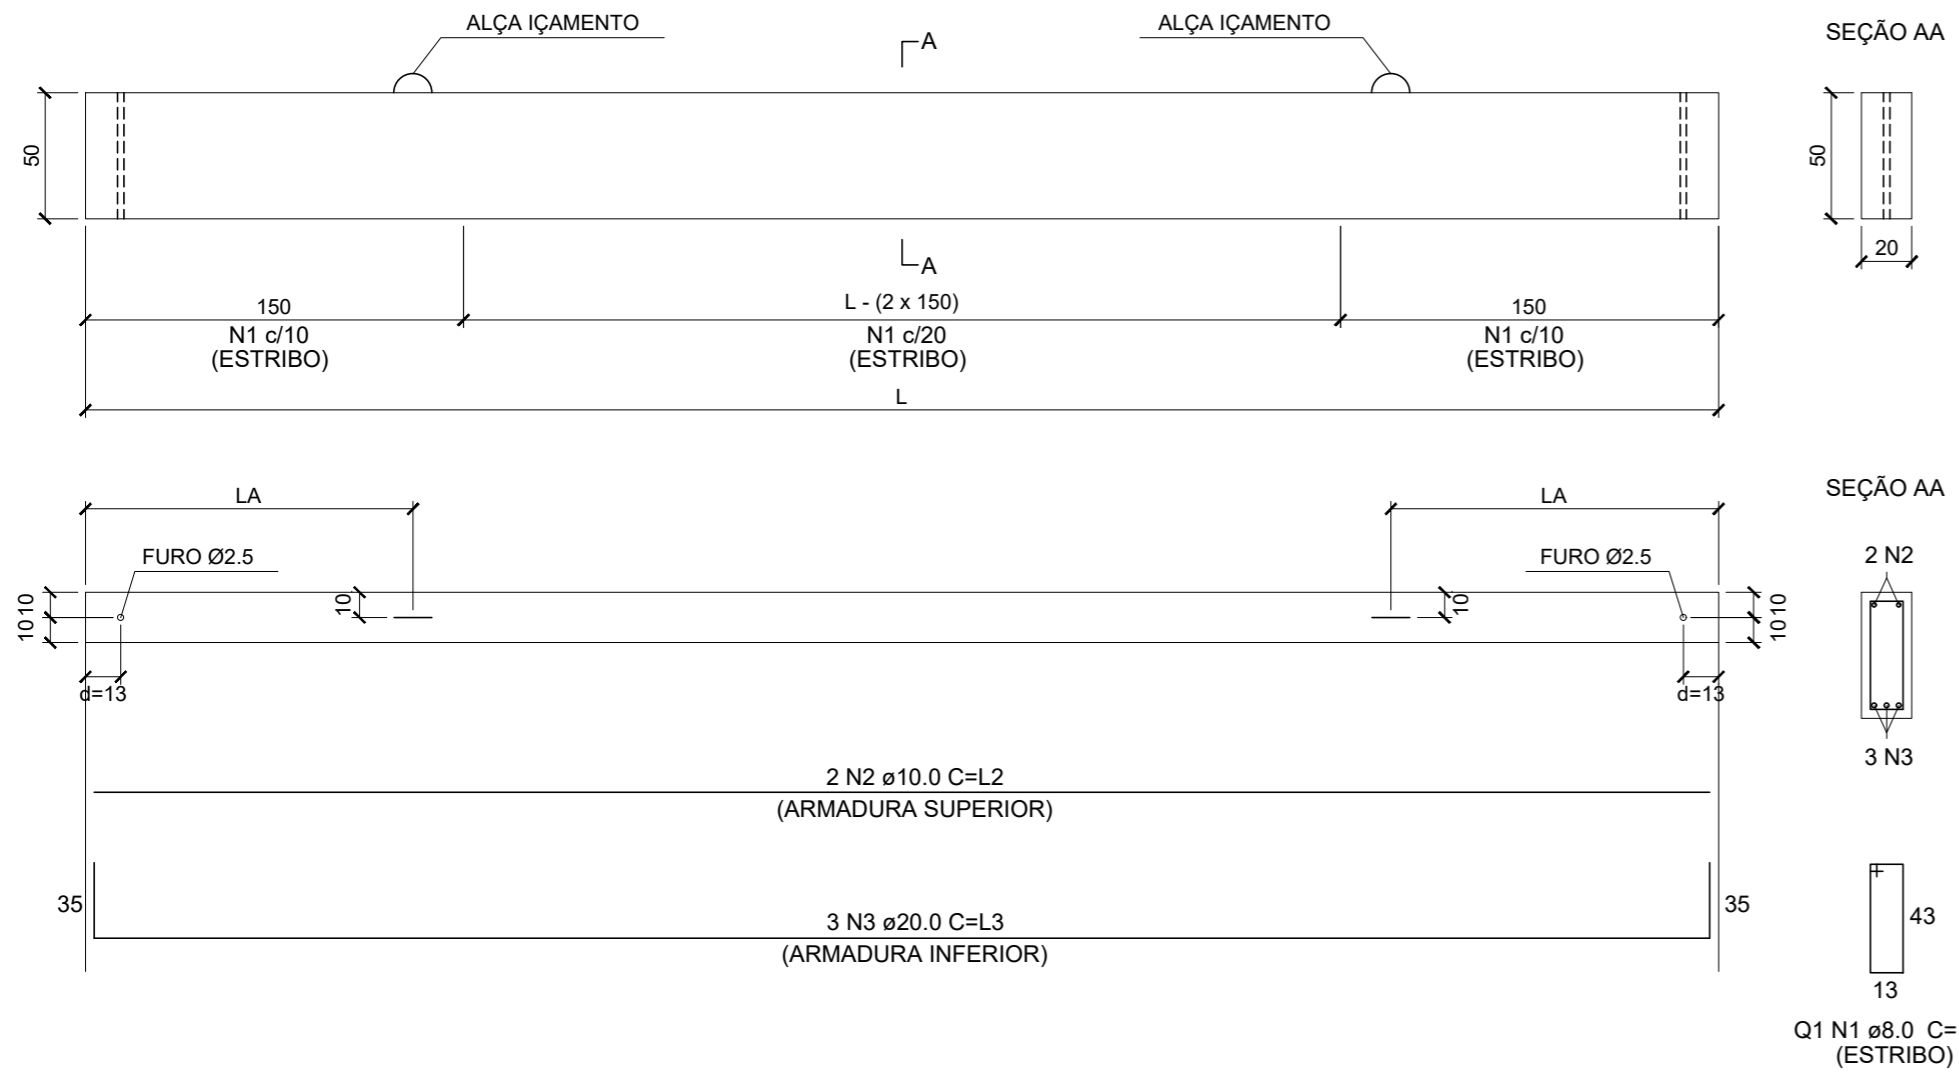 ALÇA IÇAMENTO
A
ALÇA IÇAMENTO
SEÇÃO AA
50
50
A
20
150
L - (2 x 150)
150
N1 c/10
(ESTRIBO)
N1 c/20
(ESTRIBO)
N1 c/10
(ESTRIBO)
L
LA
LA
SEÇÃO AA
FURO Ø2.5
FURO Ø2.5
2 N2
10
10
10
10
10
10
d=13
d=13
3 N3
2 N2 ø10.0 C=L2
(ARMADURA SUPERIOR)
35
3 N3 ø20.0 C=L3
(ARMADURA INFERIOR)
35
43
13
Q1 N1 ø8.0 C=
(ESTRIBO)